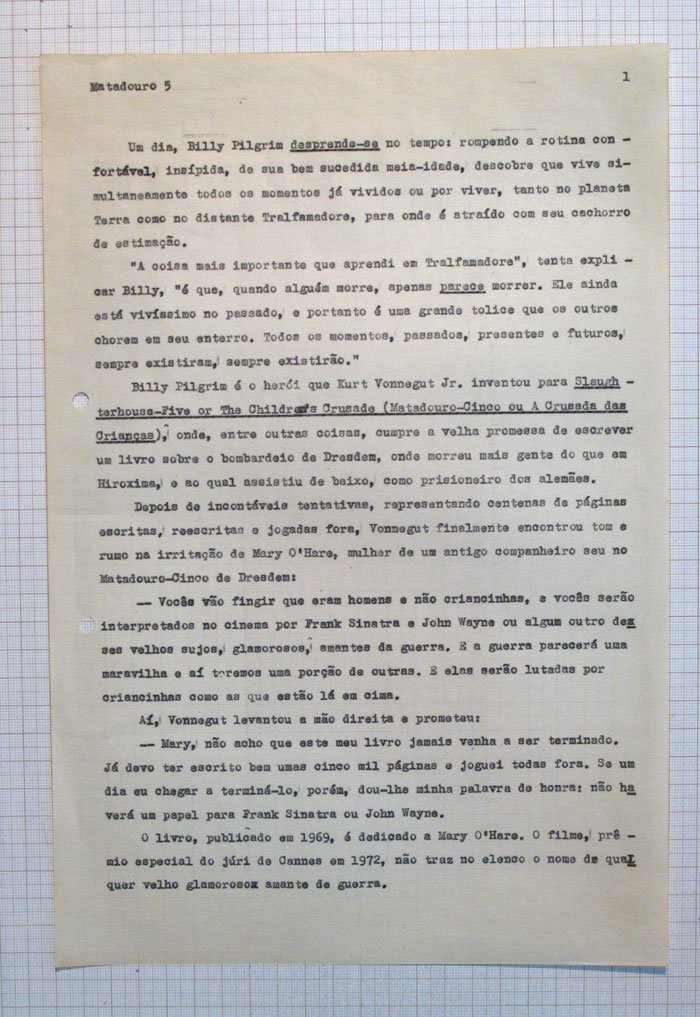 Matadouro 5 1
Um dia, Billy Pilgrim desprende-se no tempo: rompendo a rotina con -
fortável, insípida, de sua bem sucedida meia-idade, descobre que vive si-
multaneamente todos os momentos já vividos ou por viver, tanto no planeta
Terra como no distante Tralfamadore, para onde é atraído com seu cachorro
de estimação.
"A coisa mais importante que aprendi em Tralfamadore", tenta expli -
car Billy, "é que, quando alguém morre, apenas parece morrer. Ele ainda
está vivíssimo no passado, e portanto é uma grande tolice que os outros
chorem em seu enterro. Todos os momentos, passados, presentes e futuros,
sempre existiram, sempre existirão."
Billy Pilgrim é o herói que Kurt Vonnegut Jr. inventou para Slaugh -
terhouse-Five or The Children's Crusade (Matadouro-Cinco ou A Crusada das
Crianças), onde, entre outras coisas, cumpre a velha promessa de escrever
um livro sobre o bombardeio de Dresdem, onde morreu mais gente do que em
Hiroxima, e ao qual assistiu de baixo, como prisioneiro dos alemães.
Depois de incontáveis tentativas, representando centenas de páginas
escritas, reescritas e jogadas fora, Vonnegut finalmente encontrou tom e
rumo na irritação de Mary O'Hare, mulher de um antigo companheiro seu no
Matadouro-Cinco de Dresdem:
-- Vocês vão fingir que eram homens e não criancinhas, e vocês serão
interpretados no cinema por Frank Sinatra e John Wayne ou algum outro des
ses velhos sujos, glamorosos, amantes da guerra. E a guerra parecerá uma
maravilha e aí teremos uma porção de outras. E elas serão lutadas por
criancinhas como as que estão lá em cima.
Aí, Vonnegut levantou a mão direita e prometeu:
-- Mary, não acho que este meu livro jamais venha a ser terminado.
Já devo ter escrito bem umas cinco mil páginas e joguei todas fora. Se um
dia eu chegar a terminá-lo, porém, dou-lhe minha palavra de honra: não ha
verá um papel para Frank Sinatra ou John Wayne.
O livro, publicado em 1969, é dedicado a Mary O'Hare. O filme, prê -
mio especial do júri de Cannes em 1972, não traz no elenco o nome de qual
quer velho glamorosox amante de guerra.